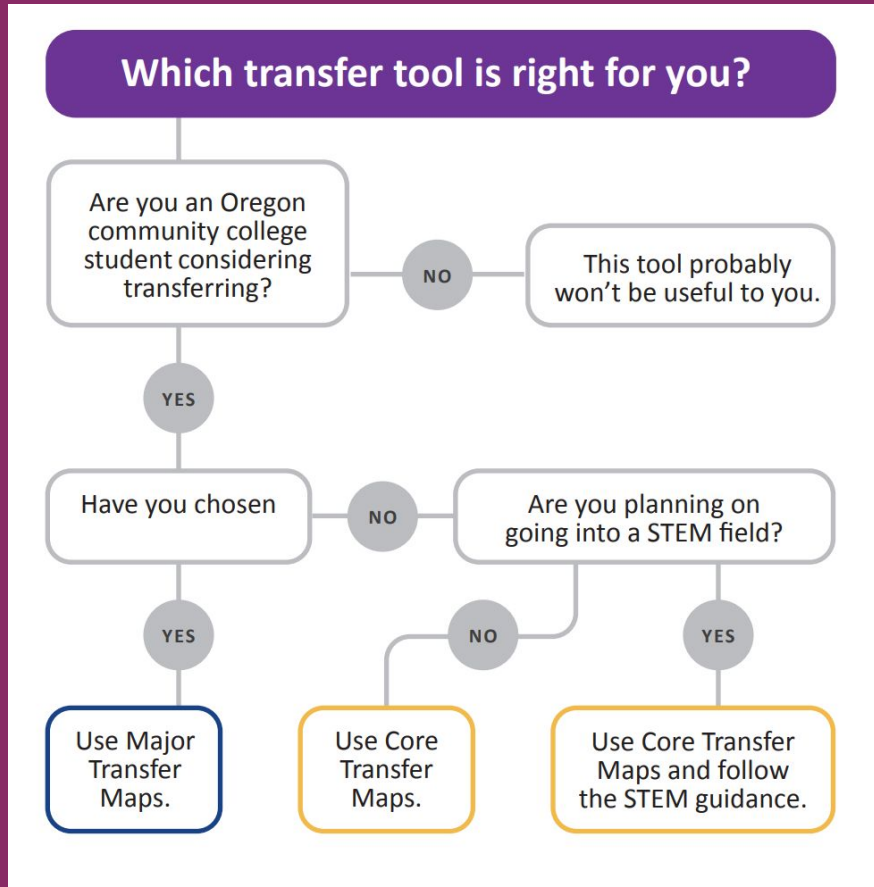 Which transfer tool is right for you?
Are you an Oregon
community college
student considering
transferring?
NO
This tool probably
won't be useful to you.
YES
Have you chosen
NO
Are you planning on
going into a STEM field?
YES
NO
YES
Use Major
Transfer
Maps.
Use Core
Transfer
Maps.
Use Core Transfer
Maps and follow
the STEM guidance.